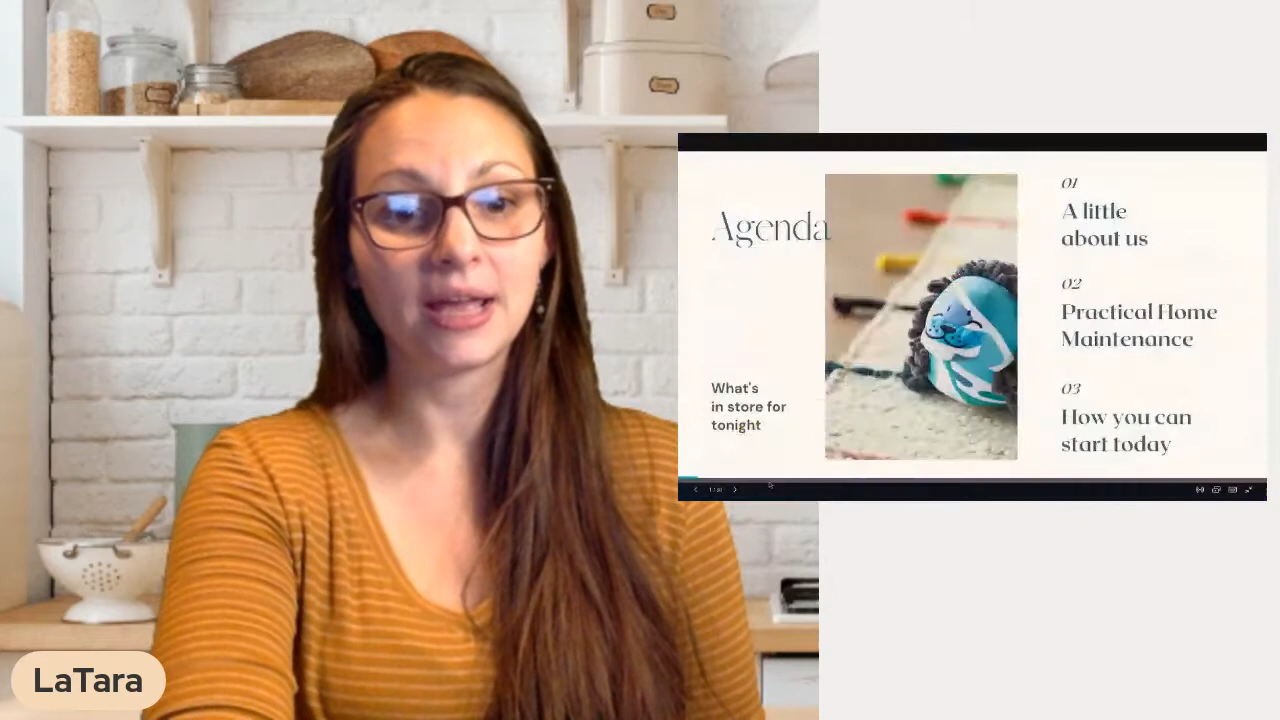 Agenda
What's
in store for
tonight
01
A little
about us
02
Practical Home
Maintenance
03
How you can
start today
LaTara